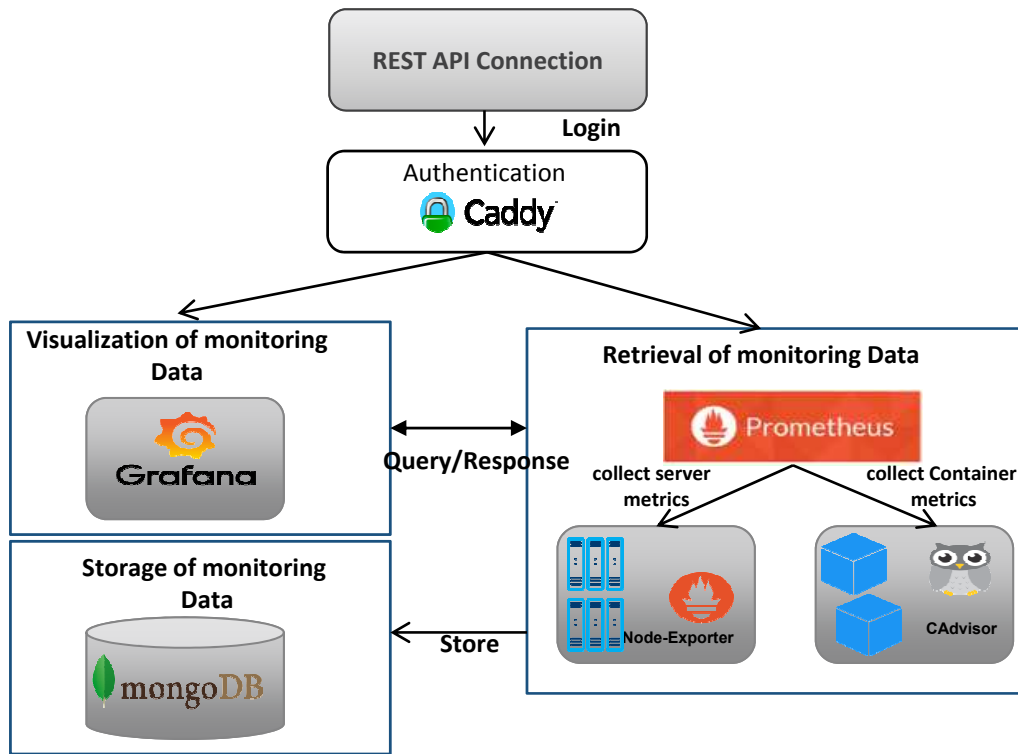 REST API Connection
Login
Authentication
Caddy
Visualization of monitoring
Data
Grafana
Query/Response
Retrieval of monitoring Data
Prometheus
collect server
metrics
collect Container
metrics
Node-Exporter
CAdvisor
Storage of monitoring
Data
mongoDB
Store